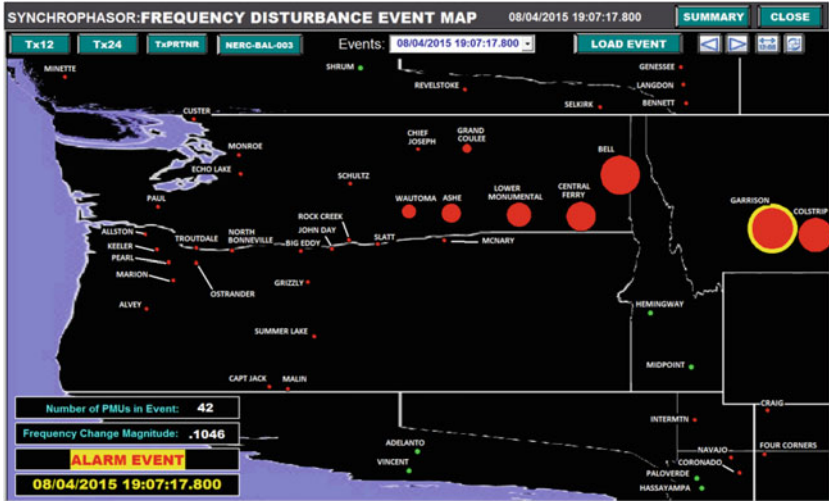 SYNCHROPHASOR:FREQUENCY DISTURBANCE EVENT MAP 08/04/2015 19:07:17.800 SUMMARY CLOSE
Tx12 Tx24 TxPRTNR NERC-BAL-003 Events: 08/04/2015 19:07:17.800 LOAD EVENT
MINETTE
SHRUM
GENESSEE
REVELSTOKE
LANGDON
SELKIRK
BENNETT
CUSTER
MONROE
CHIEF
JOSEPH
GRAND
COULEE
BELL
ECHO LAKE
SCHULTZ
PAUL
WAUTOMA
ASHE
LOWER
MONUMENTAL
CENTRAL
FERRY
GARRISON
COLSTRIP
ALLSTON
TROUTDALE
NORTH
BONNEVILLE
ROCK CREEK
JOHN DAY
BIG EDDY
SLATT
MCNARY
KEELER
PEARL
MARION
OSTRANDER
GRIZZLY
ALVEY
HEMINGWAY
SUMMER LAKE
MIDPOINT
CAPT JACK
MALIN
Number of PMUs in Event: 42
Frequency Change Magnitude: .1046
ALARM EVENT
08/04/2015 19:07:17.800
CRAIG
INTERMTN
ADELANTO
VINCENT
NAVAJO
FOUR CORNERS
CORONADO
PALOVERDE
HASSAYAMPA